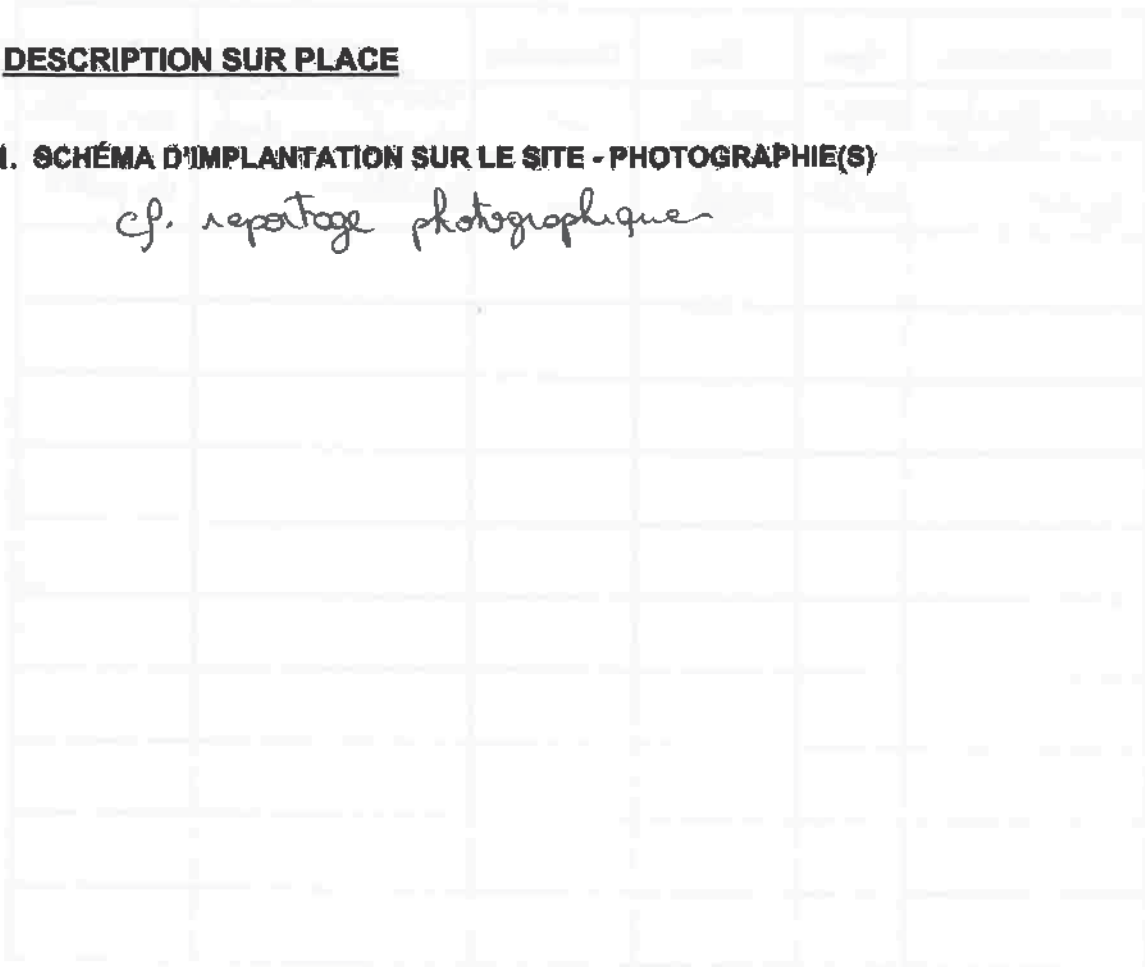 DESCRIPTION SUR PLACE
1. SCHÉMA D'IMPLANTATION SUR LE SITE - PHOTOGRAPHIE(S)
cf. reportage photographique